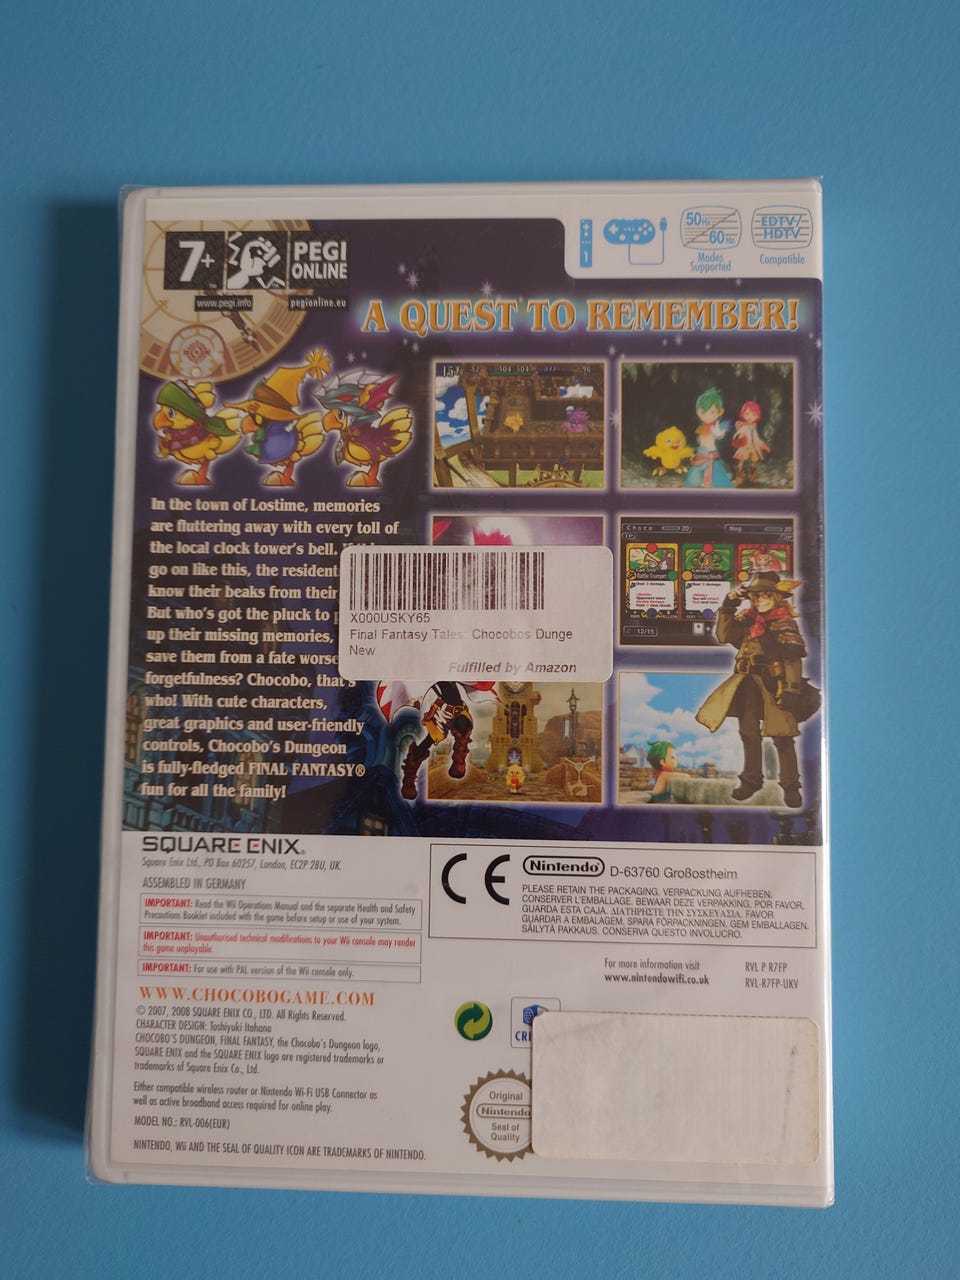 7+
PEGI
ONLINE
www.pegi.info
pegionline.eu
1
50Hz
60Hz
Modes
Supported
EDTV/
HDTV
Compatible
A QUEST TO REMEMBER!
In the town of Lostime, memories
are fluttering away with every toll of
the local clock tower's bell.
go on like this, the resident
know their beaks from their
But who's got the pluck to
up their missing memories,
save them from a fate worse
forgetfulness? Chocobo, that's
who! With cute characters,
great graphics and user-friendly
controls, Chocobo's Dungeon
is fully-fledged FINAL FANTASY®
fun for all the family!
Choco 20
Mog 20
1P
2P
Battle Trumpet
Spinning Needle
12/15
X000USKY65
Final Fantasy Tales: Chocobos Dunge
New
Fulfilled by Amazon
SQUARE ENIX.
Square Enix Ltd., PO Box 60257, London, EC2P 2BU, UK.
ASSEMBLED IN GERMANY
IMPORTANT: Read the Wii Operations Manual and the separate Health and Safety
Precautions Booklet included with the game before setup or use of your system.
IMPORTANT: Unauthorised technical modifications to your Wii console may render
this game unplayable.
IMPORTANT: For use with PAL version of the Wii console only.
WWW.CHOCOBOGAME.COM
© 2007, 2008 SQUARE ENIX CO., LTD. All Rights Reserved.
CHARACTER DESIGN: Toshiyuki Itahana
CHOCOBO'S DUNGEON, FINAL FANTASY, the Chocobo's Dungeon logo,
SQUARE ENIX and the SQUARE ENIX logo are registered trademarks or
trademarks of Square Enix Co., Ltd.
Either compatible wireless router or Nintendo Wi-Fi USB Connector as
well as active broadband access required for online play.
MODEL NO.: RVL-006(EUR)
NINTENDO, Wii AND THE SEAL OF QUALITY ICON ARE TRADEMARKS OF NINTENDO.
CE
Nintendo®
D-63760 Großostheim
PLEASE RETAIN THE PACKAGING. VERPACKUNG AUFHEBEN.
CONSERVER L'EMBALLAGE. BEWAAR DEZE VERPAKKING. POR FAVOR,
GUARDA ESTA CAJA. ΔΙΑΤΗΡΗΣΤΕ ΤΗΝ ΣΥΣΚΕΥΑΣΙΑ. FAVOR
GUARDAR A EMBALAGEM. SPARA FÖRPACKNINGEN. GEM EMBALLAGEN.
SÄILYTÄ PAKKAUS. CONSERVA QUESTO INVOLUCRO.
For more information visit
www.nintendowifi.co.uk
RVL P R7FP
RVL-R7FP-UKV
CRI
Original
Nintendo
Seal of
Quality